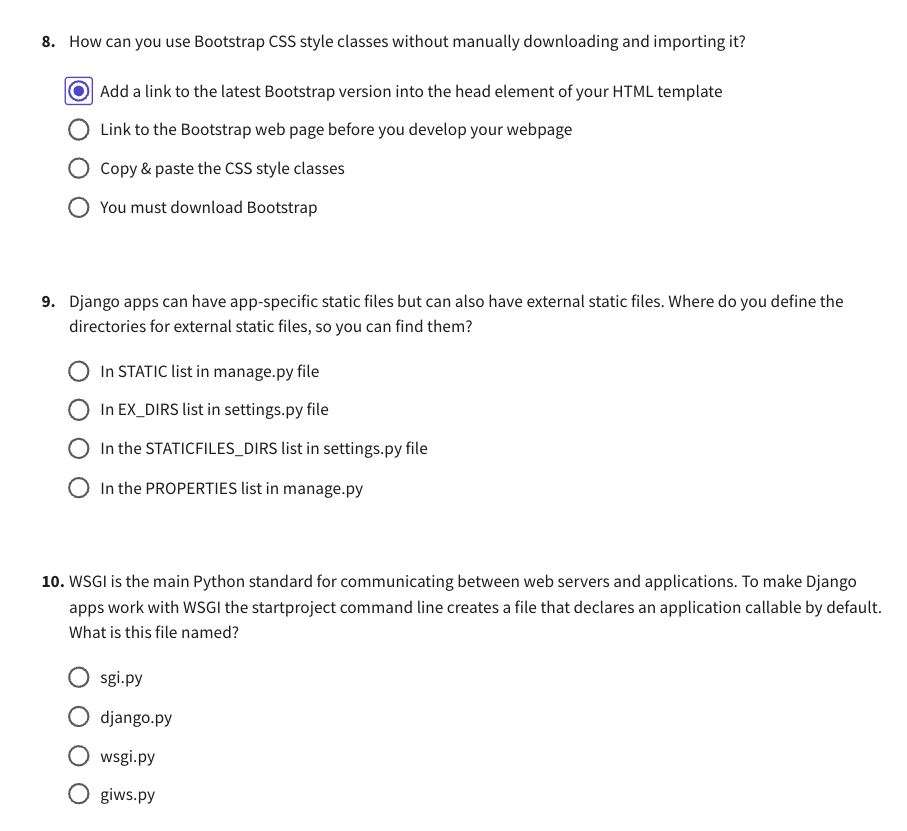 8. How can you use Bootstrap CSS style classes without manually downloading and importing it?
Add a link to the latest Bootstrap version into the head element of your HTML template
Link to the Bootstrap web page before you develop your webpage
Copy & paste the CSS style classes
You must download Bootstrap
9. Django apps can have app-specific static files but can also have external static files. Where do you define the
directories for external static files, so you can find them?
In STATIC list in manage.py file
In EX_DIRS list in settings.py file
In the STATICFILES_DIRS list in settings.py file
In the PROPERTIES list in manage.py
10. WSGI is the main Python standard for communicating between web servers and applications. To make Django
apps work with WSGI the startproject command line creates a file that declares an application callable by default.
What is this file named?
sgi.py
django.py
wsgi.py
giws.py